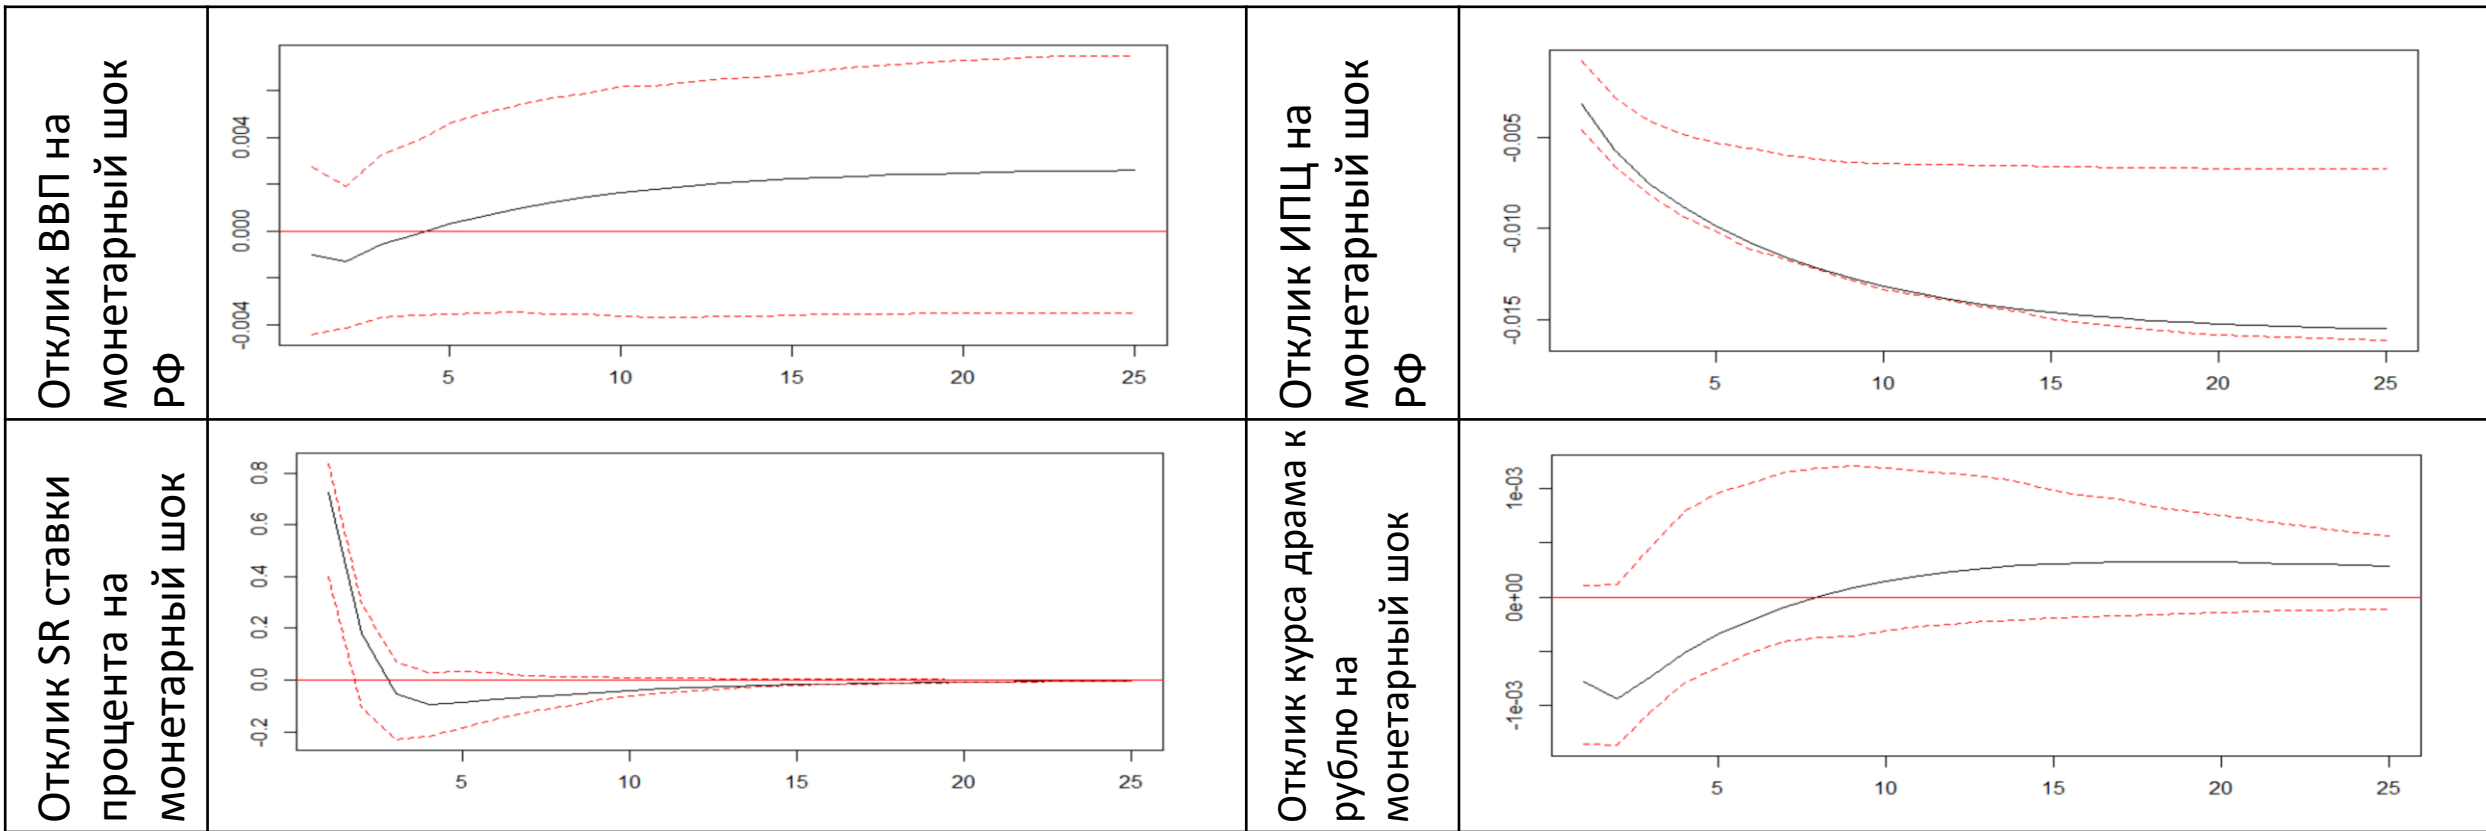 Отклик ВВП на
монетарный шок
РФ
0.004
0.000
-0.004
5 10 15 20 25
Отклик ИПЦ на
монетарный шок
РФ
-0.005
-0.010
-0.015
5 10 15 20 25
Отклик SR ставки
процента на
монетарный шок
0.8
0.6
0.4
0.2
0.0
-0.2
5 10 15 20 25
Отклик курса драма к
рублю на
монетарный шок
1e-03
0e+00
-1e-03
5 10 15 20 25